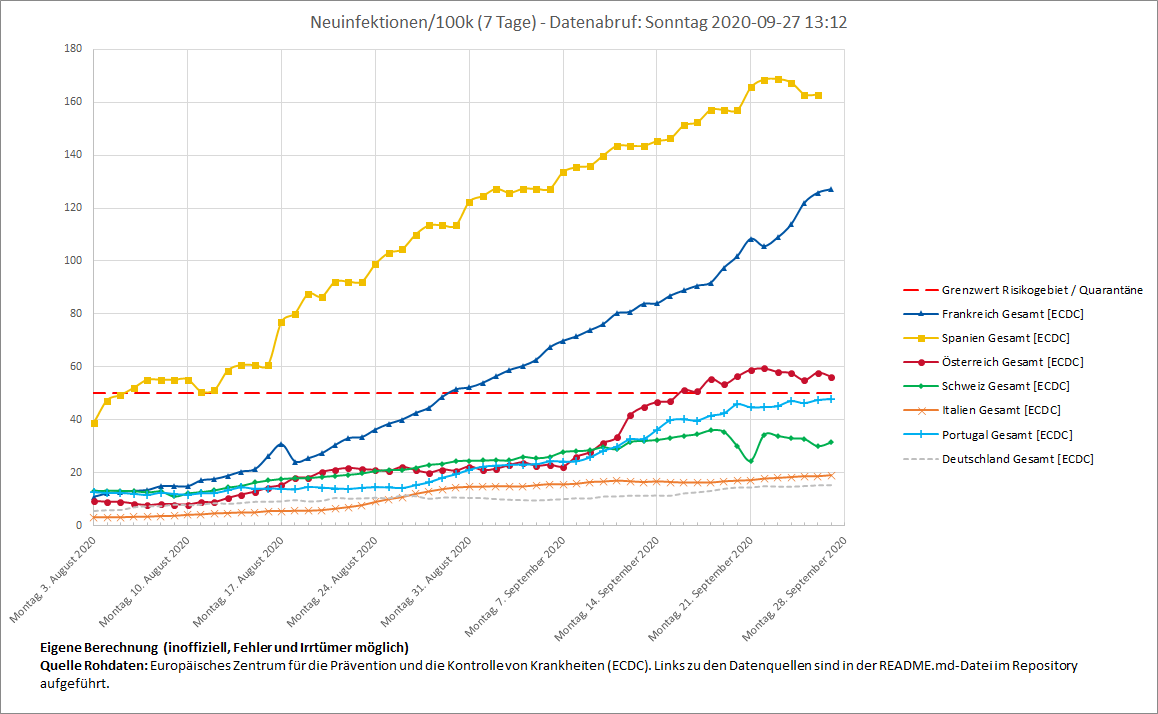 Neuinfektionen/100k (7 Tage) - Datenabruf: Sonntag 2020-09-27 13:12
180
160
140
120
100
80
60
40
20
0
Montag, 3. August 2020
Montag, 10. August 2020
Montag, 17. August 2020
Montag, 24. August 2020
Montag, 31. August 2020
Montag, 7. September 2020
Montag, 14. September 2020
Montag, 21. September 2020
Montag, 28. September 2020
Grenzwert Risikogebiet / Quarantäne
Frankreich Gesamt [ECDC]
Spanien Gesamt [ECDC]
Österreich Gesamt [ECDC]
Schweiz Gesamt [ECDC]
Italien Gesamt [ECDC]
Portugal Gesamt [ECDC]
Deutschland Gesamt [ECDC]
Eigene Berechnung (inoffiziell, Fehler und Irrtümer möglich)
Quelle Rohdaten: Europäisches Zentrum für die Prävention und die Kontrolle von Krankheiten (ECDC). Links zu den Datenquellen sind in der README.md-Datei im Repository
aufgeführt.